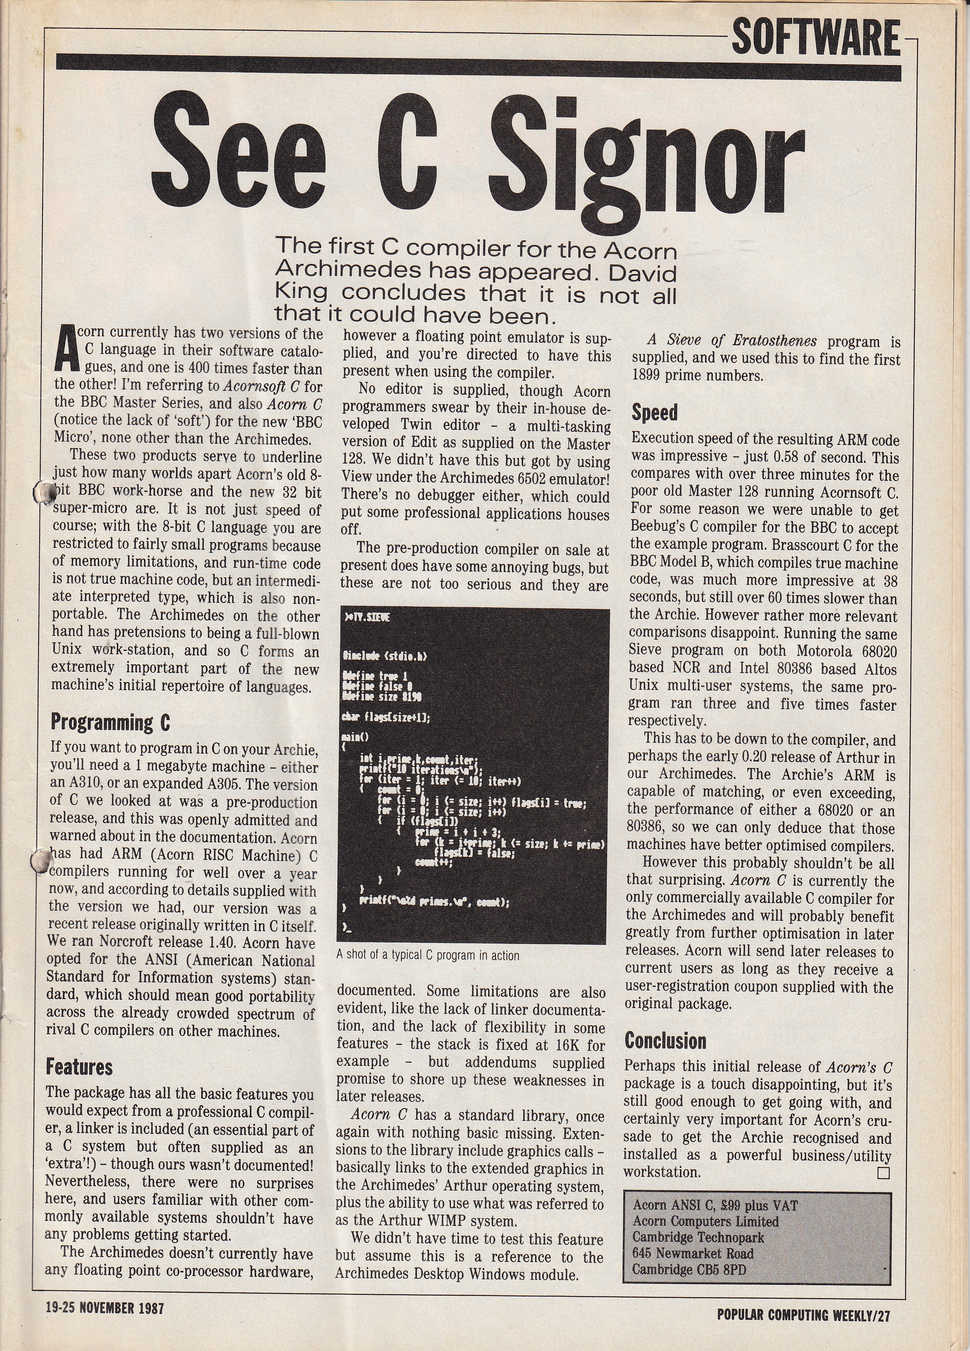 SOFTWARE
See C Signor
The first C compiler for the Acorn
Archimedes has appeared. David
King concludes that it is not all
that it could have been.
Acorn currently has two versions of the
C language in their software catalo-
gues, and one is 400 times faster than
the other! I'm referring to Acornsoft C for
the BBC Master Series, and also Acorn C
(notice the lack of 'soft') for the new 'BBC
Micro', none other than the Archimedes.
These two products serve to underline
just how many worlds apart Acorn's old 8-
bit BBC work-horse and the new 32 bit
super-micro are. It is not just speed of
course; with the 8-bit C language you are
restricted to fairly small programs because
of memory limitations, and run-time code
is not true machine code, but an intermedi-
ate interpreted type, which is also non-
portable. The Archimedes on the other
hand has pretensions to being a full-blown
Unix work-station, and so C forms an
extremely important part of the new
machine's initial repertoire of languages.
Programming C
If you want to program in C on your Archie,
you'll need a 1 megabyte machine – either
an A310, or an expanded A305. The version
of C we looked at was a pre-production
release, and this was openly admitted and
warned about in the documentation. Acorn
has had ARM (Acorn RISC Machine) C
compilers running for well over a year
now, and according to details supplied with
the version we had, our version was a
recent release originally written in C itself.
We ran Norcroft release 1.40. Acorn have
opted for the ANSI (American National
Standard for Information systems) stan-
dard, which should mean good portability
across the already crowded spectrum of
rival C compilers on other machines.
Features
The package has all the basic features you
would expect from a professional C compil-
er, a linker is included (an essential part of
a C system but often supplied as an
'extra'!) – though ours wasn't documented!
Nevertheless, there were no surprises
here, and users familiar with other com-
monly available systems shouldn't have
any problems getting started.
The Archimedes doesn't currently have
any floating point co-processor hardware,
however a floating point emulator is sup-
plied, and you're directed to have this
present when using the compiler.
No editor is supplied, though Acorn
programmers swear by their in-house de-
veloped Twin editor – a multi-tasking
version of Edit as supplied on the Master
128. We didn't have this but got by using
View under the Archimedes 6502 emulator!
There's no debugger either, which could
put some professional applications houses
off.
The pre-production compiler on sale at
present does have some annoying bugs, but
these are not too serious and they are
>*TY.SIEVE
#include <stdio.h>
#define true 1
#define false 0
#define size 8190
char flags[size+1];
main()
{
int i,prime,k,count,iter;
printf("10 iterations\n");
for (iter = 1; iter <= 10; iter++)
{ count = 0;
for (i = 0; i <= size; i++) flags[i] = true;
for (i = 0; i <= size; i++)
{ if (flags[i])
{ prime = i + i + 3;
for (k = i+prime; k <= size; k += prime)
flags[k] = false;
count++;
}
}
}
printf("\n%d primes.\n", count);
}
>_
A shot of a typical C program in action
documented. Some limitations are also
evident, like the lack of linker documenta-
tion, and the lack of flexibility in some
features – the stack is fixed at 16K for
example – but addendums supplied
promise to shore up these weaknesses in
later releases.
Acorn C has a standard library, once
again with nothing basic missing. Exten-
sions to the library include graphics calls –
basically links to the extended graphics in
the Archimedes' Arthur operating system,
plus the ability to use what was referred to
as the Arthur WIMP system.
We didn't have time to test this feature
but assume this is a reference to the
Archimedes Desktop Windows module.
A Sieve of Eratosthenes program is
supplied, and we used this to find the first
1899 prime numbers.
Speed
Execution speed of the resulting ARM code
was impressive – just 0.58 of second. This
compares with over three minutes for the
poor old Master 128 running Acornsoft C.
For some reason we were unable to get
Beebug's C compiler for the BBC to accept
the example program. Brasscourt C for the
BBC Model B, which compiles true machine
code, was much more impressive at 38
seconds, but still over 60 times slower than
the Archie. However rather more relevant
comparisons disappoint. Running the same
Sieve program on both Motorola 68020
based NCR and Intel 80386 based Altos
Unix multi-user systems, the same pro-
gram ran three and five times faster
respectively.
This has to be down to the compiler, and
perhaps the early 0.20 release of Arthur in
our Archimedes. The Archie's ARM is
capable of matching, or even exceeding,
the performance of either a 68020 or an
80386, so we can only deduce that those
machines have better optimised compilers.
However this probably shouldn't be all
that surprising. Acorn C is currently the
only commercially available C compiler for
the Archimedes and will probably benefit
greatly from further optimisation in later
releases. Acorn will send later releases to
current users as long as they receive a
user-registration coupon supplied with the
original package.
Conclusion
Perhaps this initial release of Acorn's C
package is a touch disappointing, but it's
still good enough to get going with, and
certainly very important for Acorn's cru-
sade to get the Archie recognised and
installed as a powerful business/utility
workstation.
Acorn ANSI C, £99 plus VAT
Acorn Computers Limited
Cambridge Technopark
645 Newmarket Road
Cambridge CB5 8PD
19-25 NOVEMBER 1987
POPULAR COMPUTING WEEKLY/27